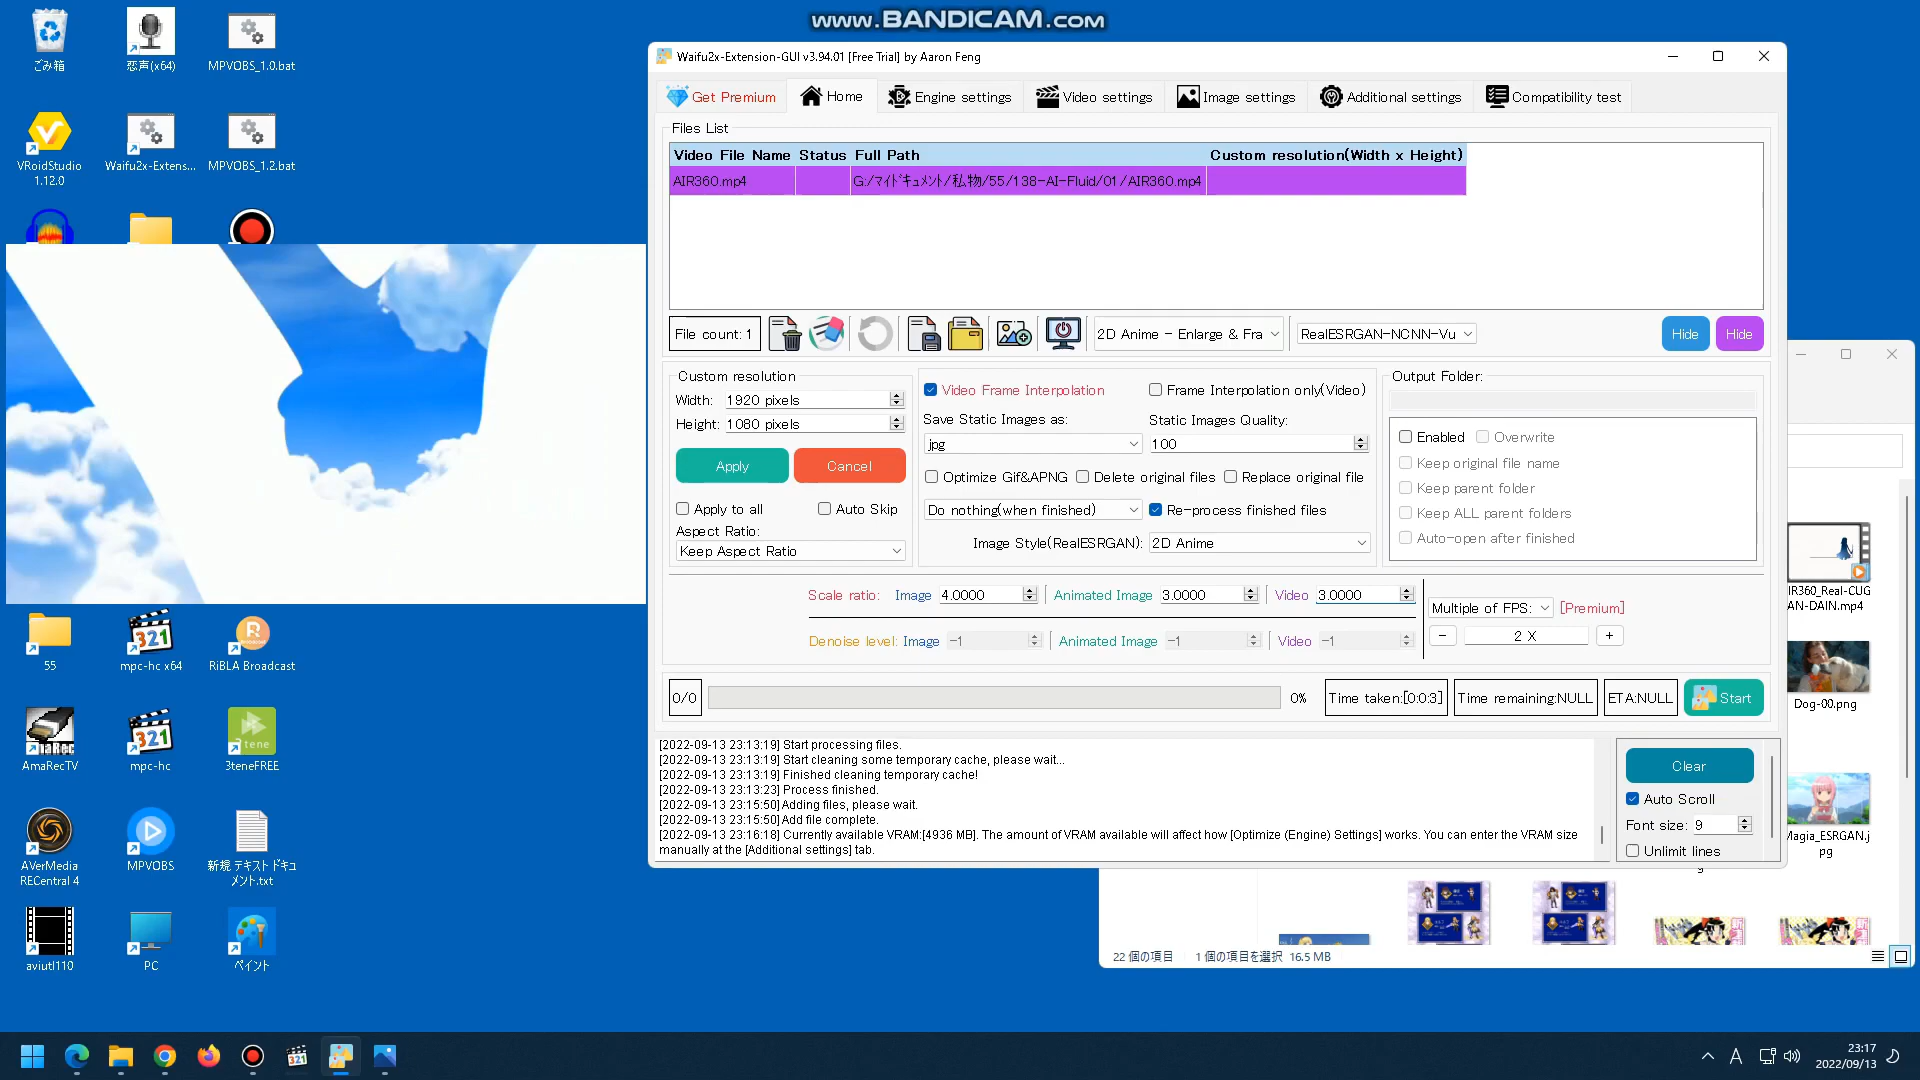 www.BANDICAM.com
ごみ箱
恋声(x64)
MPVOBS_1.0.bat
VRoidStudio
1.12.0
Waifu2x-Extens...
MPVOBS_1.2.bat
55
mpc-hc x64
RiBLA Broadcast
AmaRecTV
mpc-hc
3teneFREE
AVerMedia
RECentral 4
MPVOBS
新規 テキスト ドキュ
メント.txt
aviutl110
PC
ペイント
Waifu2x-Extension-GUI v3.94.01 [Free Trial] by Aaron Feng
Get Premium
Home
Engine settings
Video settings
Image settings
Additional settings
Compatibility test
Files List
Video File Name Status Full Path Custom resolution(Width x Height)
AIR360.mp4 G:/マイドキュメント/私物/55/138-AI-Fluid/01/AIR360.mp4
File count: 1
2D Anime - Enlarge & Fra
RealESRGAN-NCNN-Vu
Hide
Hide
Custom resolution
Width: 1920 pixels
Height: 1080 pixels
Apply
Cancel
Apply to all
Auto Skip
Aspect Ratio:
Keep Aspect Ratio
Video Frame Interpolation
Frame Interpolation only(Video)
Save Static Images as:
Static Images Quality:
jpg
100
Optimize Gif&APNG
Delete original files
Replace original file
Do nothing(when finished)
Re-process finished files
Image Style(RealESRGAN): 2D Anime
Output Folder:
Enabled
Overwrite
Keep original file name
Keep parent folder
Keep ALL parent folders
Auto-open after finished
Scale ratio: Image 4.0000 Animated Image 3.0000 Video 3.0000
Denoise level: Image -1 Animated Image -1 Video -1
Multiple of FPS: [Premium]
- 2 X +
0/0
0%
Time taken:[0:0:3]
Time remaining:NULL
ETA:NULL
Start
[2022-09-13 23:13:19] Start processing files.
[2022-09-13 23:13:19] Start cleaning some temporary cache, please wait...
[2022-09-13 23:13:19] Finished cleaning temporary cache!
[2022-09-13 23:13:23] Process finished.
[2022-09-13 23:15:50] Adding files, please wait.
[2022-09-13 23:15:50] Add file complete.
[2022-09-13 23:16:18] Currently available VRAM:[4936 MB]. The amount of VRAM available will affect how [Optimize (Engine) Settings] works. You can enter the VRAM size
manually at the [Additional settings] tab.
Clear
Auto Scroll
Font size: 9
Unlimit lines
IR360_Real-CUG
AN-DAIN.mp4
Dog-00.png
Magia_ESRGAN.j
pg
22 個の項目
1 個の項目を選択 16.5 MB
A
23:17
2022/09/13